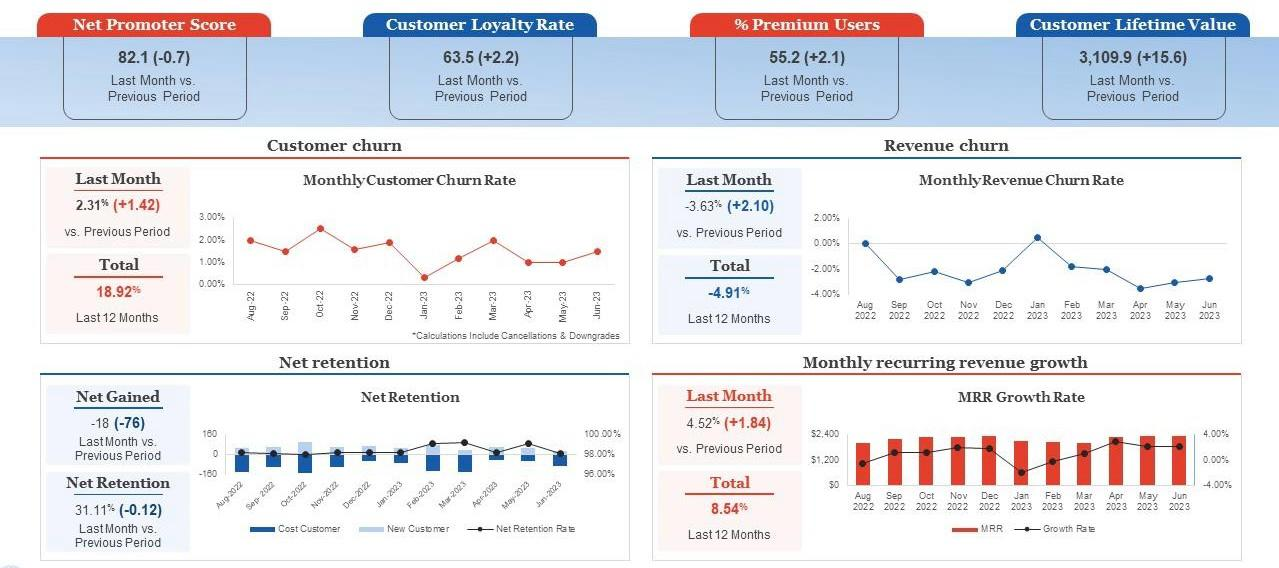 Net Promoter Score
82.1 (-0.7)
Last Month vs.
Previous Period
Customer Loyalty Rate
63.5 (+2.2)
Last Month vs.
Previous Period
% Premium Users
55.2 (+2.1)
Last Month vs.
Previous Period
Customer Lifetime Value
3,109.9 (+15.6)
Last Month vs.
Previous Period
Customer churn
Last Month
2.31% (+1.42)
vs. Previous Period
Total
18.92%
Last 12 Months
Monthly Customer Churn Rate
3.00%
2.00%
1.00%
0.00%
Aug-22
Sep-22
Oct-22
Nov-22
Dec-22
Jan-23
Feb-23
Mar-23
Apr-23
May-23
Jun-23
*Calculations Include Cancellations & Downgrades
Revenue churn
Last Month
-3.63% (+2.10)
vs. Previous Period
Total
-4.91%
Last 12 Months
Monthly Revenue Churn Rate
2.00%
0.00%
-2.00%
-4.00%
Aug 2022
Sep 2022
Oct 2022
Nov 2022
Dec 2022
Jan 2023
Feb 2023
Mar 2023
Apr 2023
May 2023
Jun 2023
Net retention
Net Gained
-18 (-76)
Last Month vs.
Previous Period
Net Retention
31.11% (-0.12)
Last Month vs.
Previous Period
Net Retention
160
0
-160
100.00%
98.00%
96.00%
Aug-2022
Sep-2022
Oct-2022
Nov-2022
Dec-2022
Jan-2023
Feb-2023
Mar-2023
Apr-2023
May-2023
Jun-2023
Cost Customer
New Customer
Net Retention Rate
Monthly recurring revenue growth
Last Month
4.52% (+1.84)
vs. Previous Period
Total
8.54%
Last 12 Months
MRR Growth Rate
$2,400
$1,200
$0
4.00%
0.00%
-4.00%
Aug 2022
Sep 2022
Oct 2022
Nov 2022
Dec 2022
Jan 2023
Feb 2023
Mar 2023
Apr 2023
May 2023
Jun 2023
MRR
Growth Rate